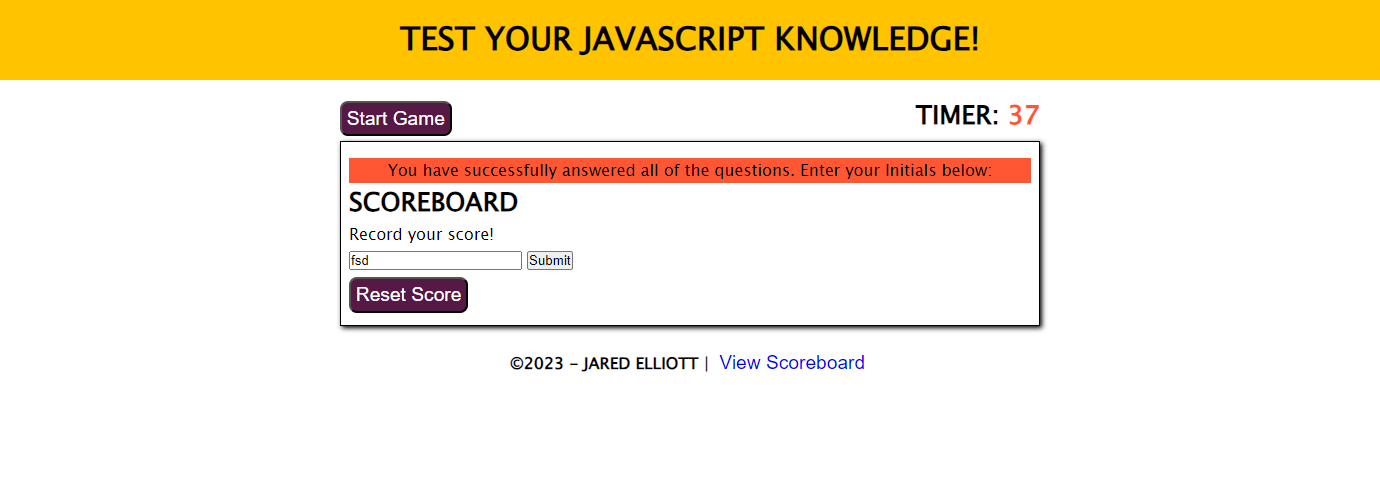 TEST YOUR JAVASCRIPT KNOWLEDGE!
Start Game
TIMER: 37
You have successfully answered all of the questions. Enter your Initials below:
SCOREBOARD
Record your score!
fsd Submit
Reset Score
©2023 - JARED ELLIOTT | View Scoreboard